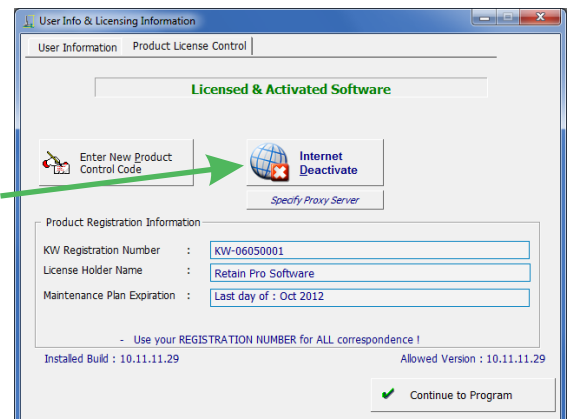 User Info & Licensing Information
User Information Product License Control
Licensed & Activated Software
Enter New Product
Control Code
Internet
Deactivate
Specify Proxy Server
Product Registration Information
KW Registration Number : KW-06050001
License Holder Name : Retain Pro Software
Maintenance Plan Expiration : Last day of : Oct 2012
- Use your REGISTRATION NUMBER for ALL correspondence !
Installed Build : 10.11.11.29 Allowed Version : 10.11.11.29
Continue to Program